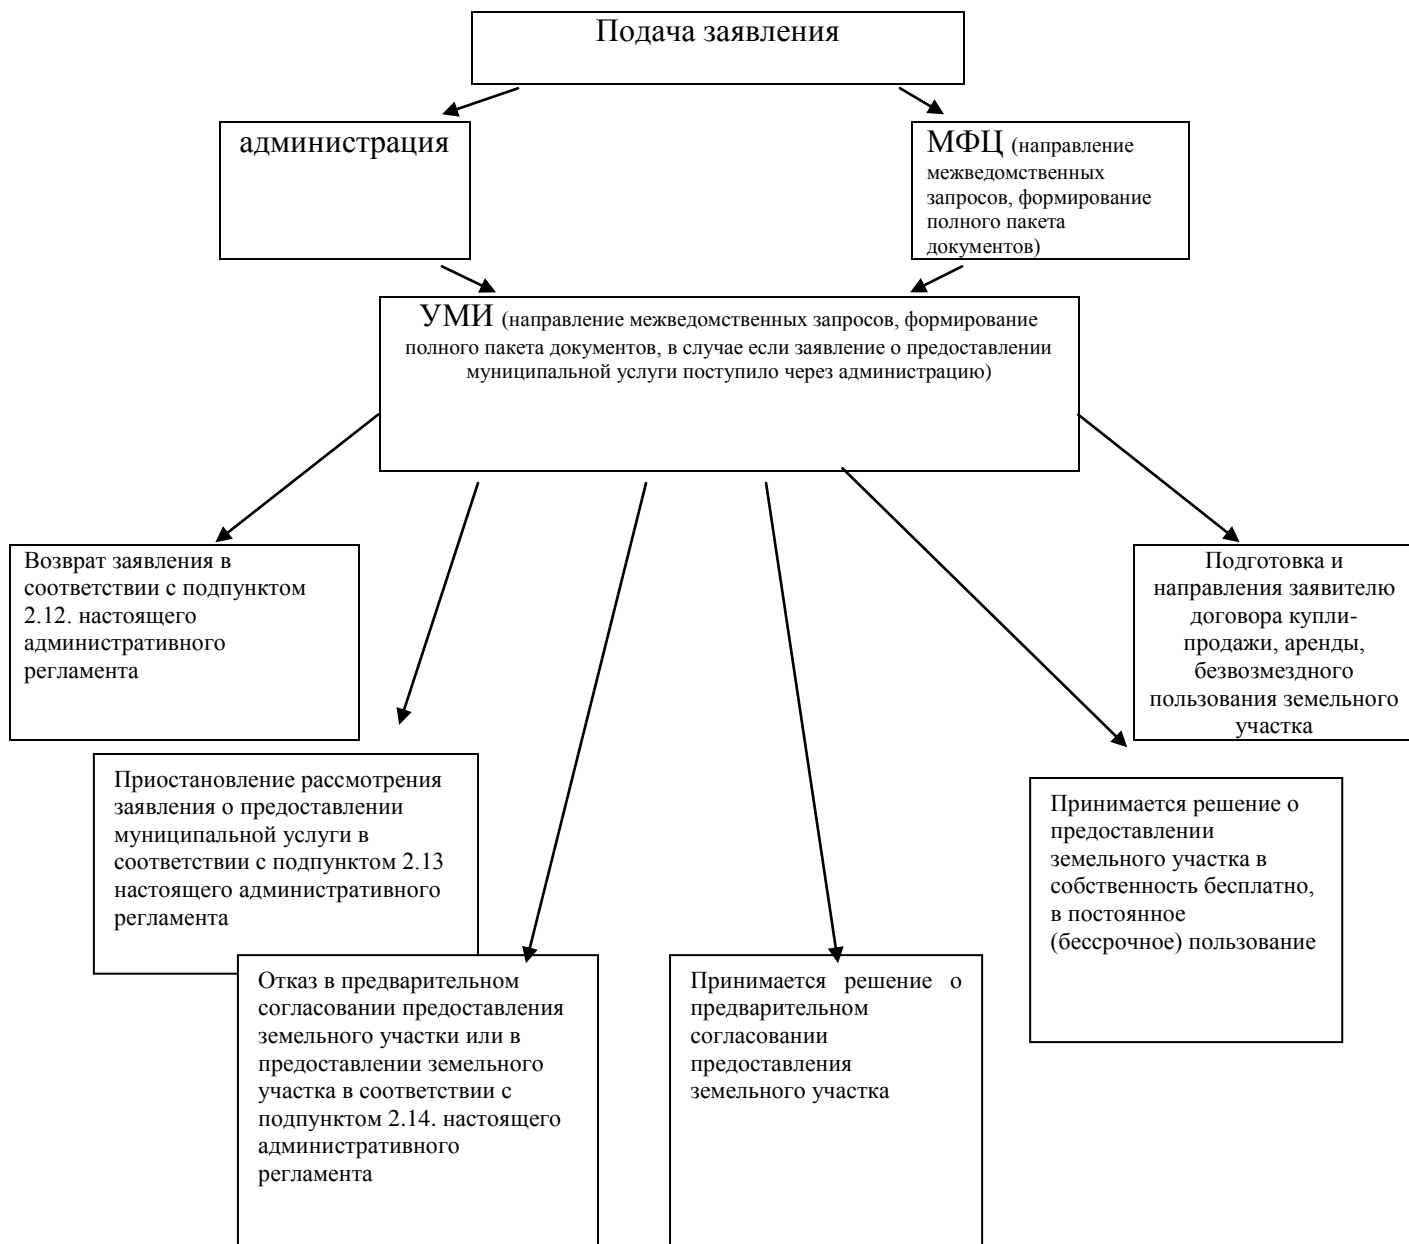 Подача заявления
администрация
МФЦ (направление
межведомственных
запросов, формирование
полного пакета
документов)
УМИ (направление межведомственных запросов, формирование
полного пакета документов, в случае если заявление о предоставлении
муниципальной услуги поступило через администрацию)
Возврат заявления в
соответствии с подпунктом
2.12. настоящего
административного
регламента
Подготовка и
направления заявителю
договора купли-
продажи, аренды,
безвозмездного
пользования земельного
участка
Приостановление рассмотрения
заявления о предоставлении
муниципальной услуги в
соответствии с подпунктом 2.13
настоящего административного
регламента
Принимается решение о
предоставлении
земельного участка в
собственность бесплатно,
в постоянное
(бессрочное) пользование
Отказ в предварительном
согласовании предоставления
земельного участки или в
предоставлении земельного
участка в соответствии с
подпунктом 2.14. настоящего
административного
регламента
Принимается решение о
предварительном
согласовании
предоставления
земельного участка